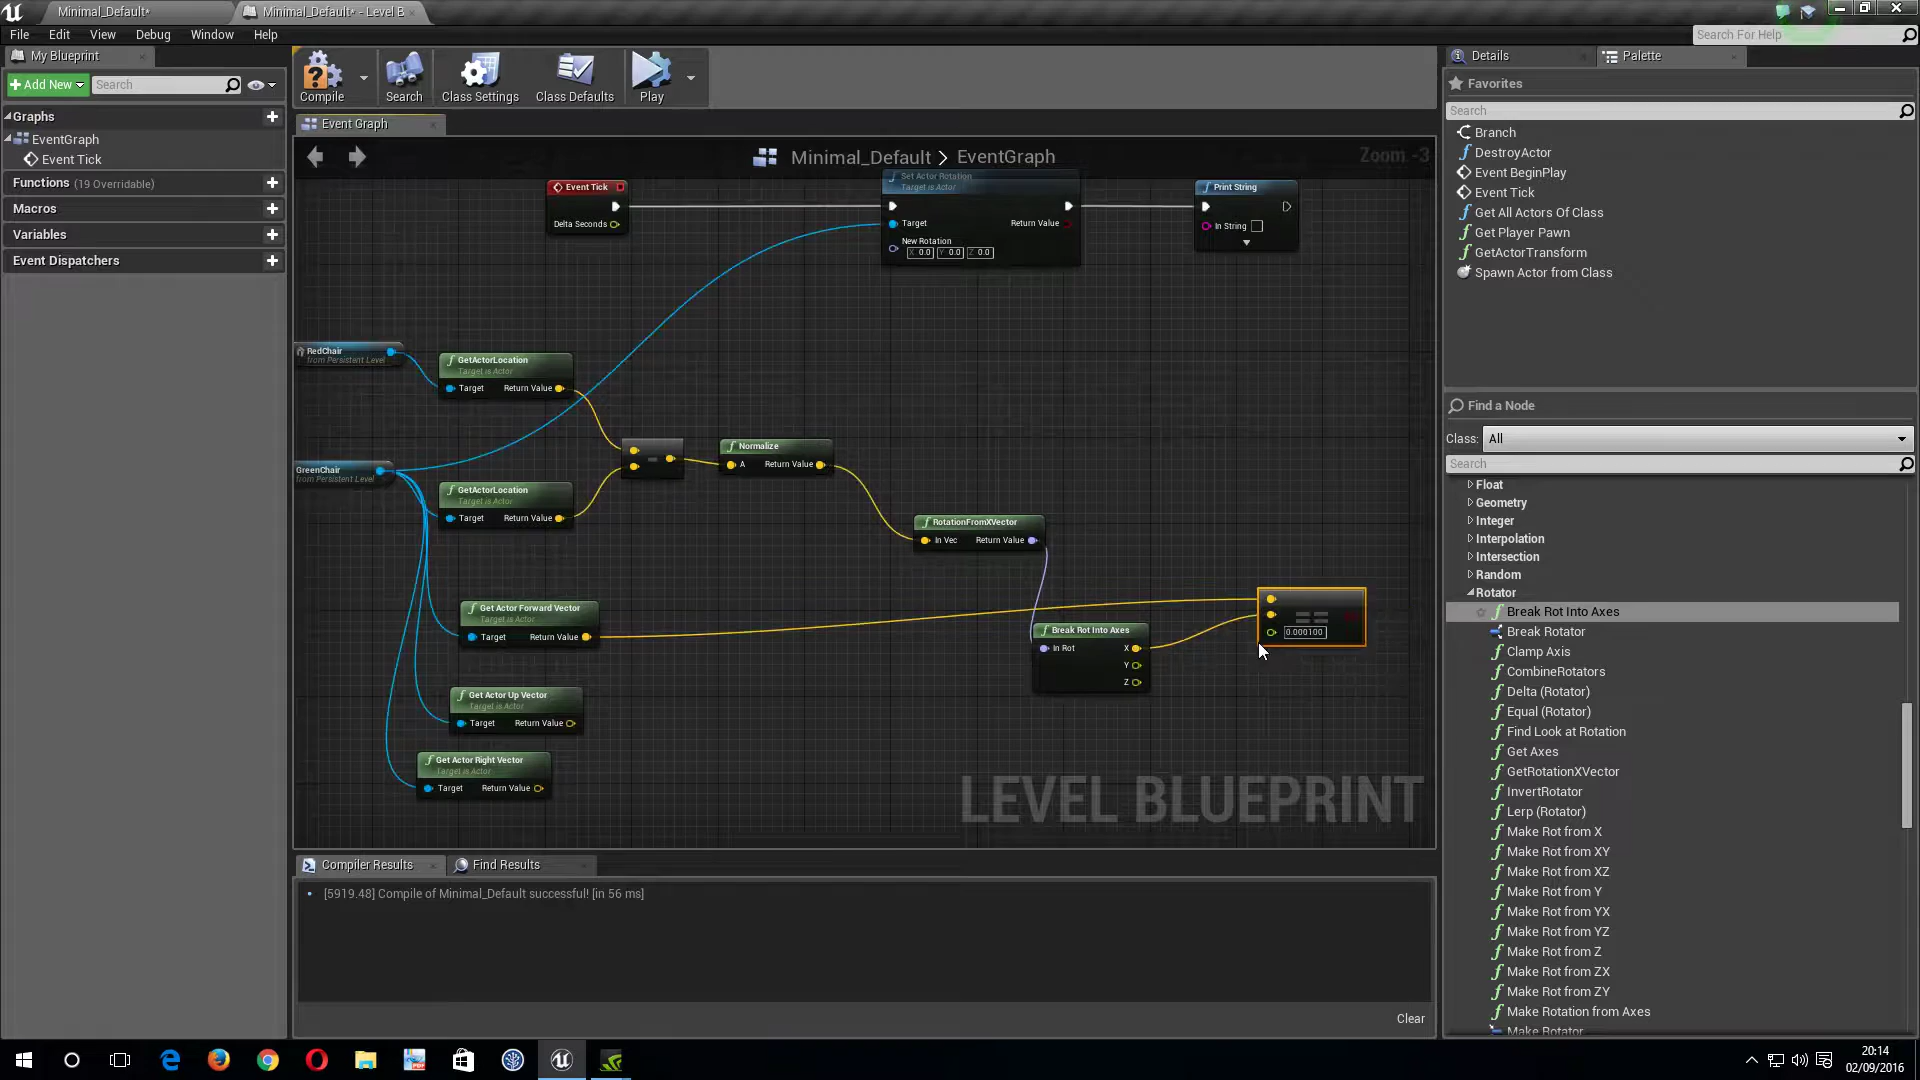 Minimal_Default*
Minimal_Default* - Level B
File Edit View Debug Window Help
Search For Help
My Blueprint
Add New
Search
Graphs
EventGraph
Event Tick
Functions (19 Overridable)
Macros
Variables
Event Dispatchers
Compile
Search
Class Settings
Class Defaults
Play
Event Graph
Minimal_Default > EventGraph
Zoom -3
Event Tick
Delta Seconds
Set Actor Rotation
Target is Actor
Target
Return Value
New Rotation
X 0.0 Y 0.0 Z 0.0
Print String
In String
RedChair
from Persistent Level
GetActorLocation
Target is Actor
Target Return Value
Normalize
A Return Value
GreenChair
from Persistent Level
GetActorLocation
Target is Actor
Target Return Value
RotationFromXVector
In Vec Return Value
Get Actor Forward Vector
Target is Actor
Target Return Value
Break Rot Into Axes
In Rot X
Y
Z
0.000100
Get Actor Up Vector
Target is Actor
Target Return Value
Get Actor Right Vector
Target is Actor
Target Return Value
LEVEL BLUEPRINT
Compiler Results
Find Results
[5919.48] Compile of Minimal_Default successful! [in 56 ms]
Clear
Details
Palette
Favorites
Search
Branch
DestroyActor
Event BeginPlay
Event Tick
Get All Actors Of Class
Get Player Pawn
GetActorTransform
Spawn Actor from Class
Find a Node
Class: All
Search
Float
Geometry
Integer
Interpolation
Intersection
Random
Rotator
Break Rot Into Axes
Break Rotator
Clamp Axis
CombineRotators
Delta (Rotator)
Equal (Rotator)
Find Look at Rotation
Get Axes
GetRotationXVector
InvertRotator
Lerp (Rotator)
Make Rot from X
Make Rot from XY
Make Rot from XZ
Make Rot from Y
Make Rot from YX
Make Rot from YZ
Make Rot from Z
Make Rot from ZX
Make Rot from ZY
Make Rotation from Axes
Make Rotator
20:14
02/09/2016